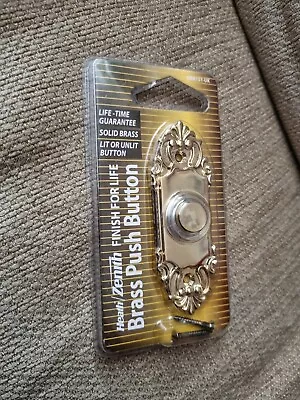 LIFE-TIME
GUARANTEE
SOLID BRASS
LIT OR UNLIT
BUTTON
Heath/Zenith FINISH FOR LIFE
Brass Push Button